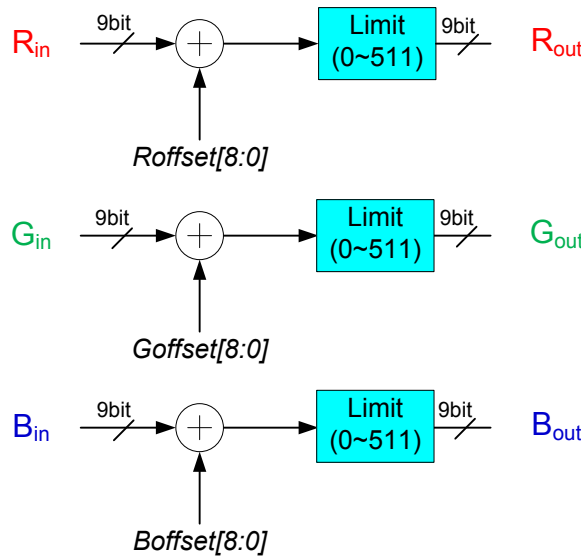 R_in 9bit Limit (0~511) 9bit R_out
Roffset[8:0]
G_in 9bit Limit (0~511) 9bit G_out
Goffset[8:0]
B_in 9bit Limit (0~511) 9bit B_out
Boffset[8:0]